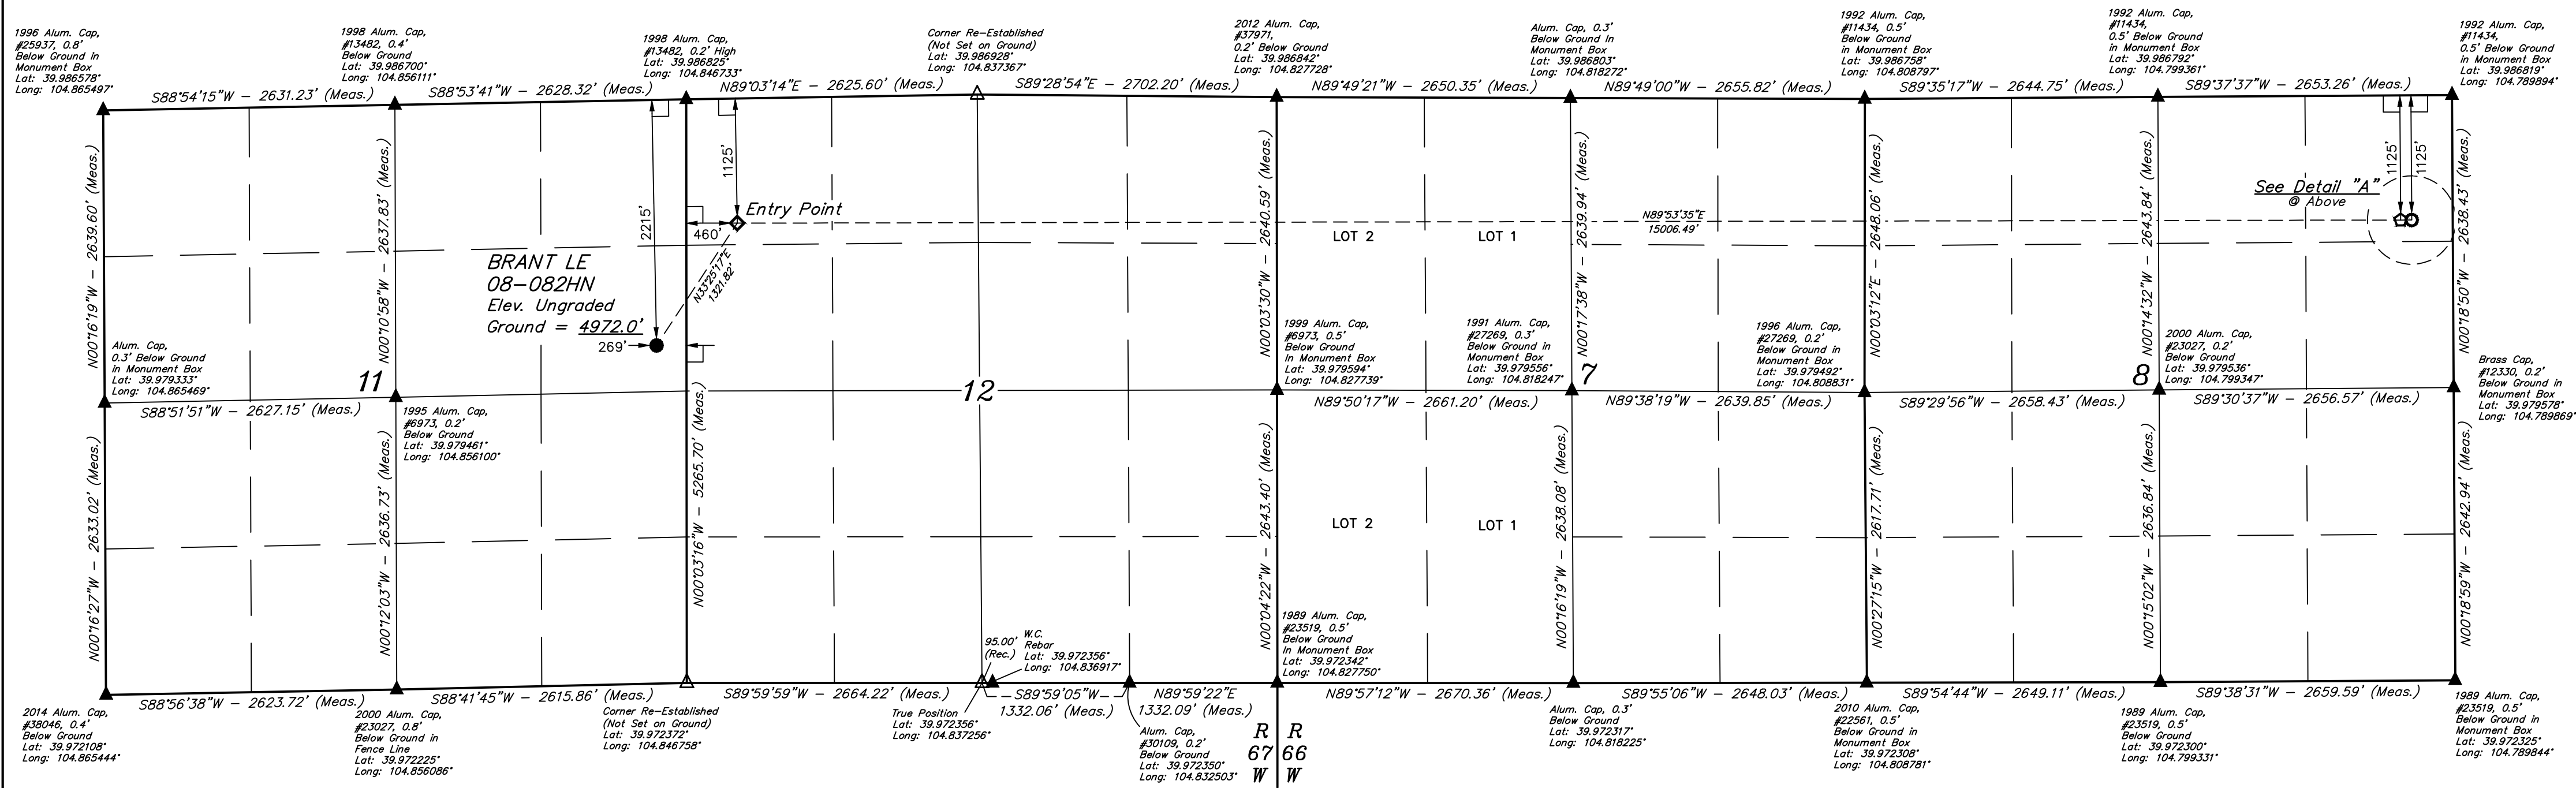 1996 Alum. Cap,
#25937, 0.8'
Below Ground in
Monument Box
Lat: 39.986578°
Long: 104.865497°
1998 Alum. Cap,
#13482, 0.4'
Below Ground
Lat: 39.986700°
Long: 104.856111°
1998 Alum. Cap,
#13482, 0.2' High
Lat: 39.986825°
Long: 104.846733°
Corner Re-Established
(Not Set on Ground)
Lat: 39.986928°
Long: 104.837367°
2012 Alum. Cap,
#37971,
0.2' Below Ground
Lat: 39.986842°
Long: 104.827728°
Alum. Cap, 0.3'
Below Ground In
Monument Box
Lat: 39.986803°
Long: 104.818272°
1992 Alum. Cap,
#11434, 0.5'
Below Ground
in Monument Box
Lat: 39.986758°
Long: 104.808797°
1992 Alum. Cap,
#11434,
0.5' Below Ground
in Monument Box
Lat: 39.986792°
Long: 104.799361°
1992 Alum. Cap,
#11434,
0.5' Below Ground
in Monument Box
Lat: 39.986819°
Long: 104.789894°
S88°54'15"W - 2631.23' (Meas.)
S88°53'41"W - 2628.32' (Meas.)
N89°03'14"E - 2625.60' (Meas.)
S89°28'54"E - 2702.20' (Meas.)
N89°49'21"W - 2650.35' (Meas.)
N89°49'00"W - 2655.82' (Meas.)
S89°35'17"W - 2644.75' (Meas.)
S89°37'37"W - 2653.26' (Meas.)
N00°16'19"W - 2639.60' (Meas.)
N00°10'58"W - 2637.83' (Meas.)
2215'
1125'
N00°03'30"W - 2640.59' (Meas.)
N00°17'38"W - 2639.94' (Meas.)
N00°03'12"E - 2648.06' (Meas.)
N00°14'32"W - 2643.84' (Meas.)
1125'
1125'
N00°18'50"W - 2638.43' (Meas.)
See Detail "A"
@ Above
Entry Point
460'
N89°53'35"E
15006.49'
LOT 2
LOT 1
N33°25'17"E
1321.82'
BRANT LE
08-082HN
Elev. Ungraded
Ground = 4972.0'
269'
Alum. Cap,
0.3' Below Ground
in Monument Box
Lat: 39.979333°
Long: 104.865469°
11
12
1999 Alum. Cap,
#6973, 0.5'
Below Ground
In Monument Box
Lat: 39.979594°
Long: 104.827739°
1991 Alum. Cap,
#27269, 0.3'
Below Ground in
Monument Box
Lat: 39.979556°
Long: 104.818247°
7
1996 Alum. Cap,
#27269, 0.2'
Below Ground in
Monument Box
Lat: 39.979492°
Long: 104.808831°
8
2000 Alum. Cap,
#23027, 0.2'
Below Ground
Lat: 39.979536°
Long: 104.799347°
Brass Cap,
#12330, 0.2'
Below Ground in
Monument Box
Lat: 39.979578°
Long: 104.789869°
S88°51'51"W - 2627.15' (Meas.)
1995 Alum. Cap,
#6973, 0.2'
Below Ground
Lat: 39.979461°
Long: 104.856100°
N89°50'17"W - 2661.20' (Meas.)
N89°38'19"W - 2639.85' (Meas.)
S89°29'56"W - 2658.43' (Meas.)
S89°30'37"W - 2656.57' (Meas.)
N00°16'27"W - 2633.02' (Meas.)
N00°12'03"W - 2636.73' (Meas.)
N00°03'16"W - 5265.70' (Meas.)
N00°04'22"W - 2643.40' (Meas.)
LOT 2
LOT 1
N00°16'19"W - 2638.08' (Meas.)
N00°27'15"W - 2617.71' (Meas.)
N00°15'02"W - 2636.84' (Meas.)
N00°18'59"W - 2642.94' (Meas.)
95.00'
(Rec.)
W.C.
Rebar
Lat: 39.972356°
Long: 104.836917°
1989 Alum. Cap,
#23519, 0.5'
Below Ground
In Monument Box
Lat: 39.972342°
Long: 104.827750°
S88°56'38"W - 2623.72' (Meas.)
S88°41'45"W - 2615.86' (Meas.)
S89°59'59"W - 2664.22' (Meas.)
S89°59'05"W
1332.06' (Meas.)
N89°59'22"E
1332.09' (Meas.)
N89°57'12"W - 2670.36' (Meas.)
S89°55'06"W - 2648.03' (Meas.)
S89°54'44"W - 2649.11' (Meas.)
S89°38'31"W - 2659.59' (Meas.)
2014 Alum. Cap,
#38046, 0.4'
Below Ground
Lat: 39.972108°
Long: 104.865444°
2000 Alum. Cap,
#23027, 0.8'
Below Ground in
Fence Line
Lat: 39.972225°
Long: 104.856086°
Corner Re-Established
(Not Set on Ground)
Lat: 39.972372°
Long: 104.846758°
True Position
Lat: 39.972356°
Long: 104.837256°
Alum. Cap,
#30109, 0.2'
Below Ground
Lat: 39.972350°
Long: 104.832503°
R R
67 66
W W
Alum. Cap, 0.3'
Below Ground
Lat: 39.972317°
Long: 104.818225°
2010 Alum. Cap,
#22561, 0.5'
Below Ground in
Monument Box
Lat: 39.972308°
Long: 104.808781°
1989 Alum. Cap,
#23519, 0.5'
Below Ground
Lat: 39.972300°
Long: 104.799331°
1989 Alum. Cap,
#23519, 0.5'
Below Ground in
Monument Box
Lat: 39.972325°
Long: 104.789844°